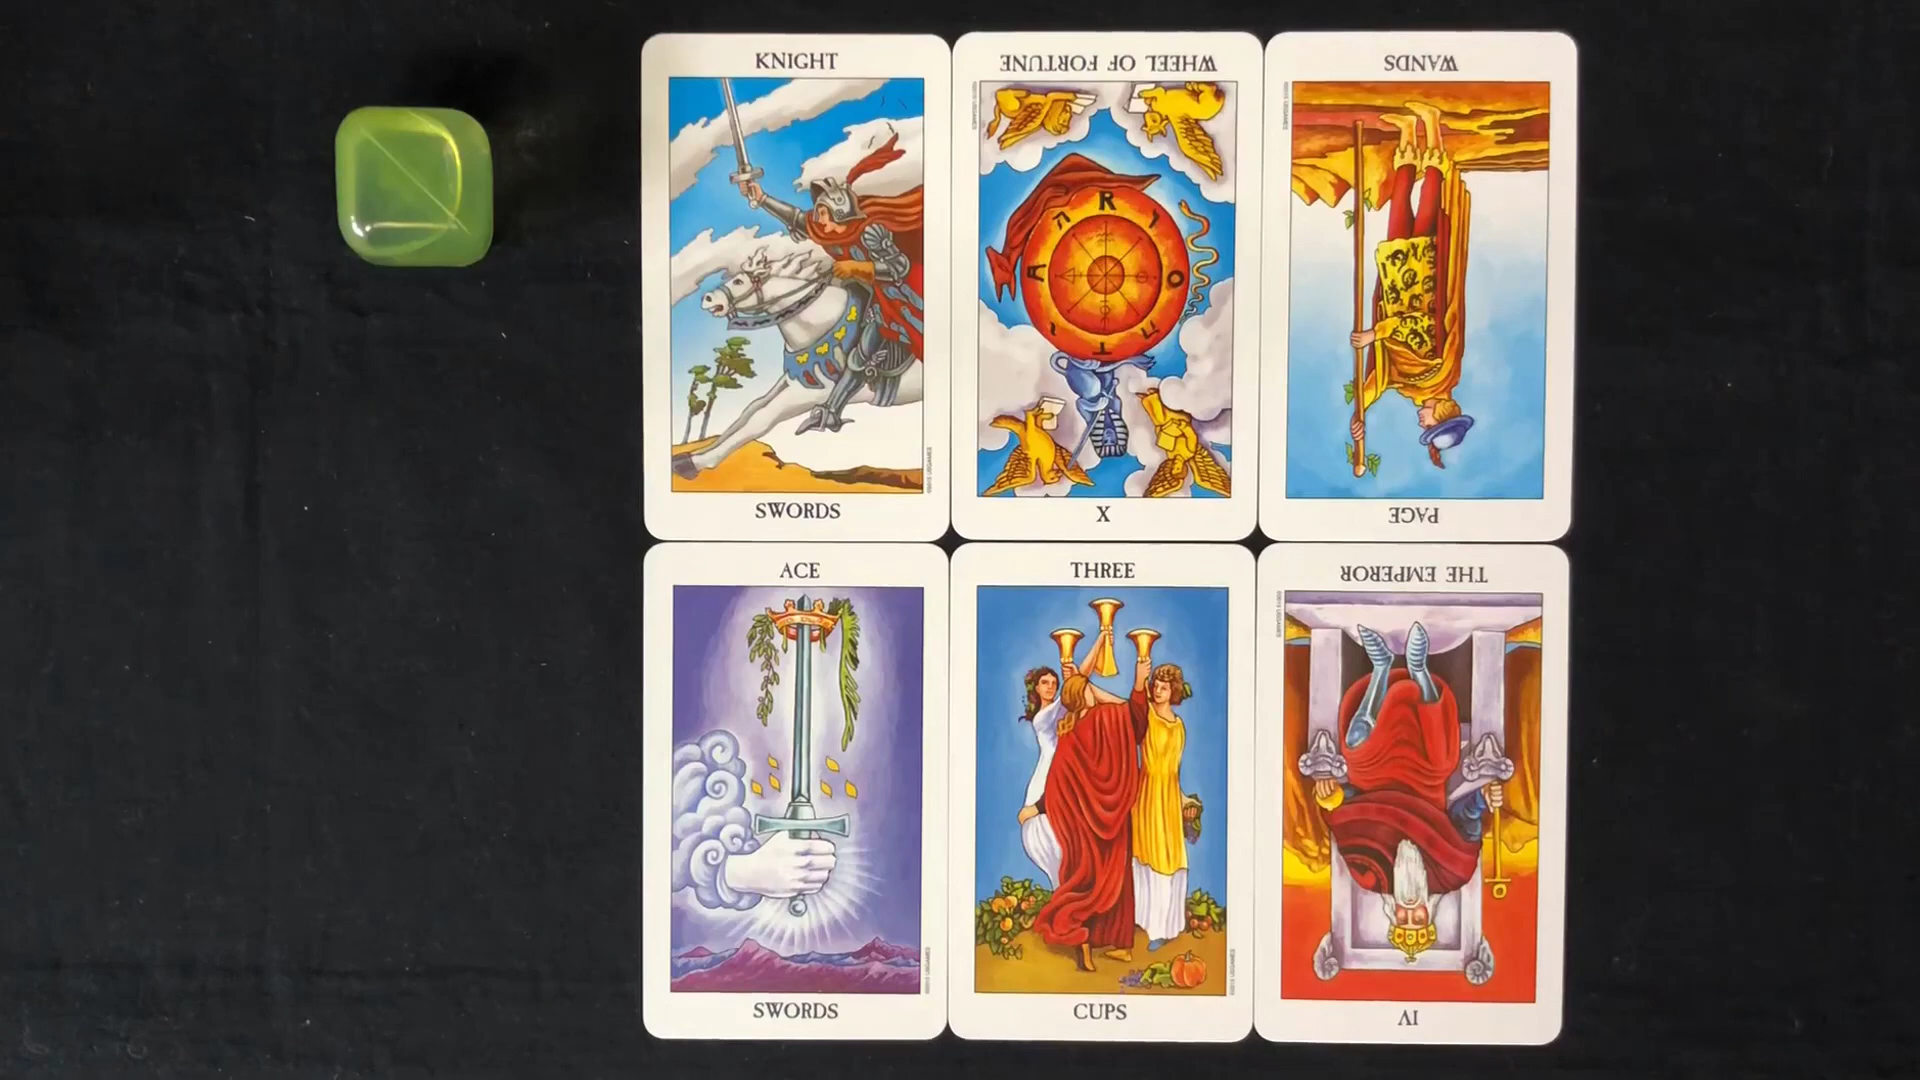 KNIGHT
SWORDS
WHEEL OF FORTUNE
X
WANDS
PAGE
ACE
SWORDS
THREE
CUPS
THE EMPEROR
IV